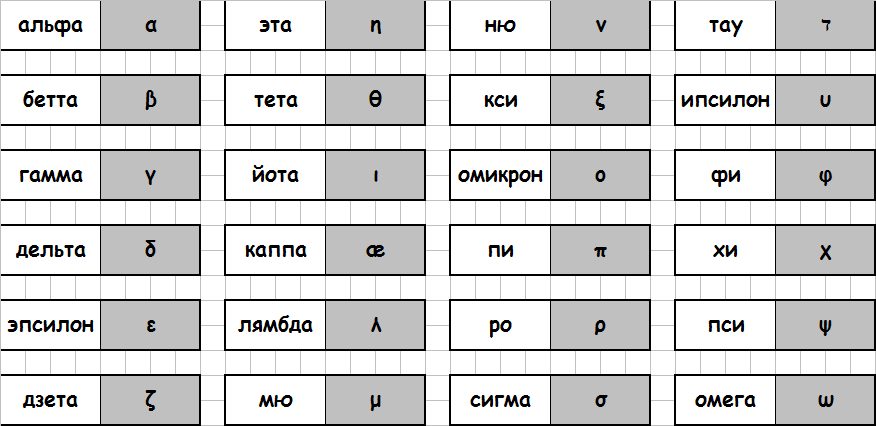 альфа α эта η ню ν тау ד
бетта β тета θ кси ξ ипсилон υ
гамма γ йота ι омикрон ο фи φ
дельта δ каппа æ пи π хи χ
эпсилон ε лямбда λ ро ρ пси ψ
дзета ζ мю μ сигма σ омега ω